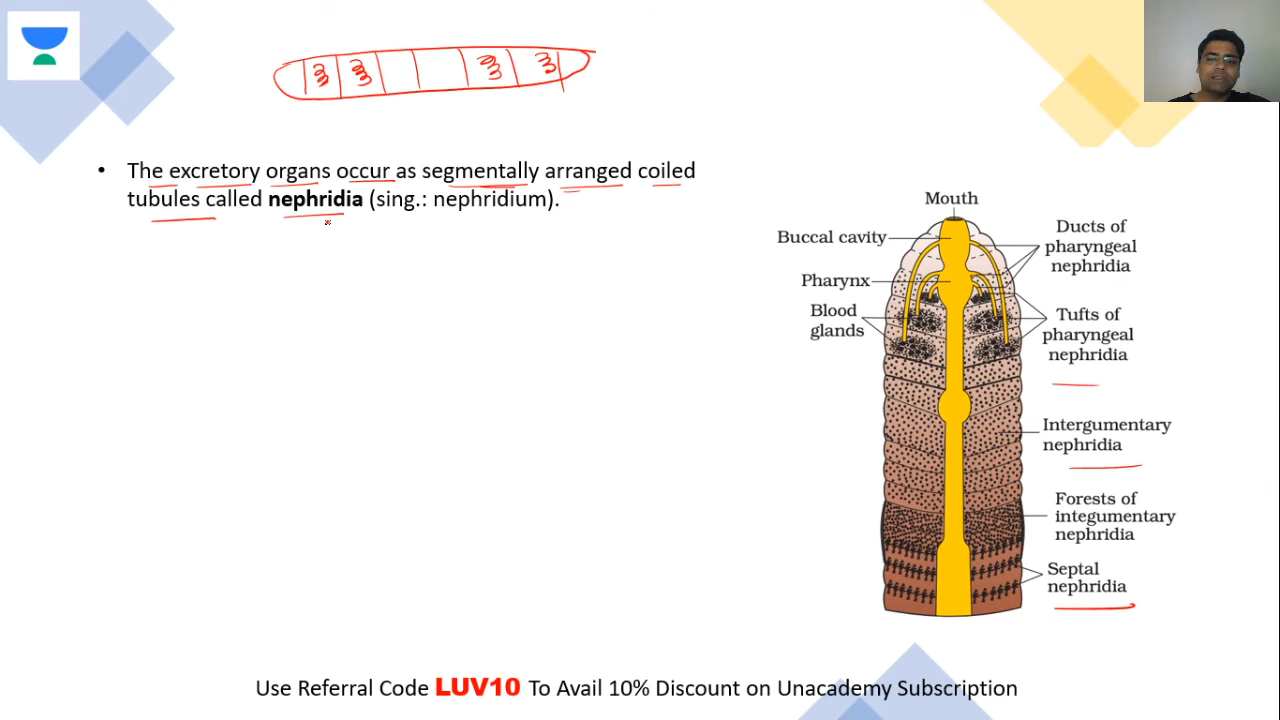 • The excretory organs occur as segmentally arranged coiled
tubules called nephridia (sing.: nephridium).
Mouth
Buccal cavity
Pharynx
Blood
glands
Ducts of
pharyngeal
nephridia
Tufts of
pharyngeal
nephridia
Intergumentary
nephridia
Forests of
integumentary
nephridia
Septal
nephridia
Use Referral Code LUV10 To Avail 10% Discount on Unacademy Subscription